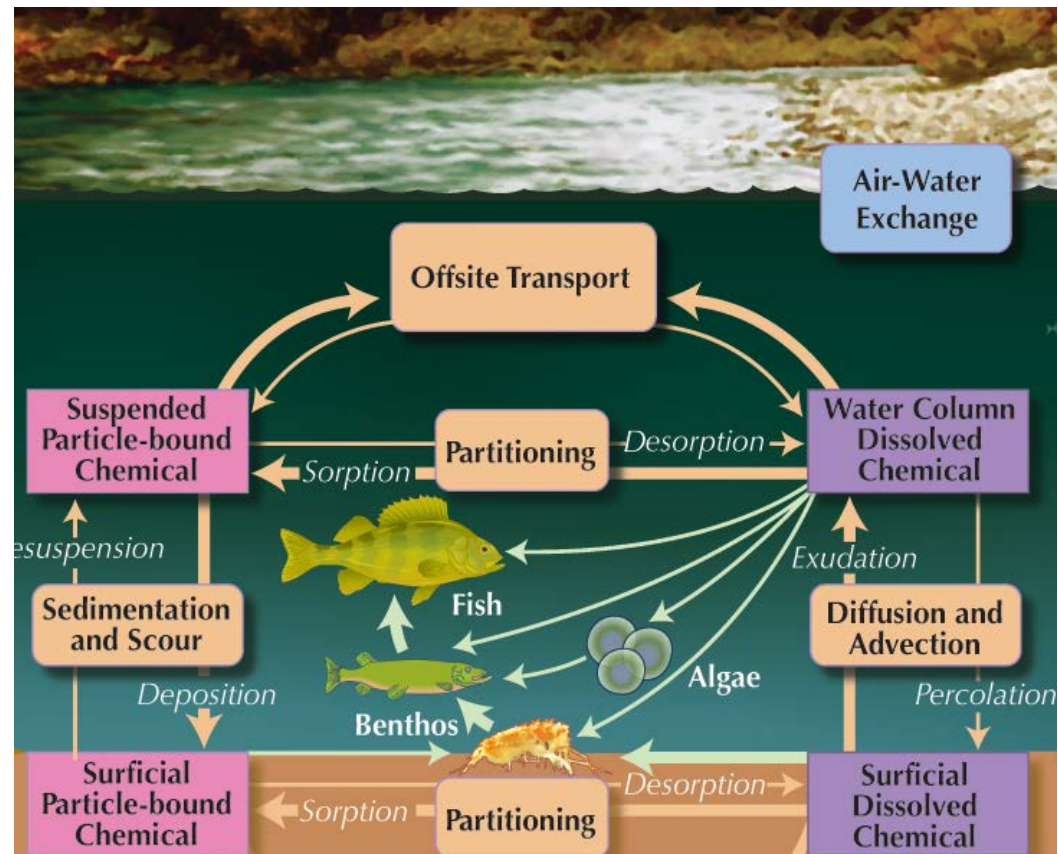 Air-Water
Exchange
Offsite Transport
Suspended
Particle-bound
Chemical
Partitioning
Desorption
Sorption
Water Column
Dissolved
Chemical
esuspension
Exudation
Fish
Sedimentation
and Scour
Diffusion and
Advection
Algae
Deposition
Percolation
Benthos
Surficial
Particle-bound
Chemical
Desorption
Sorption
Partitioning
Surficial
Dissolved
Chemical